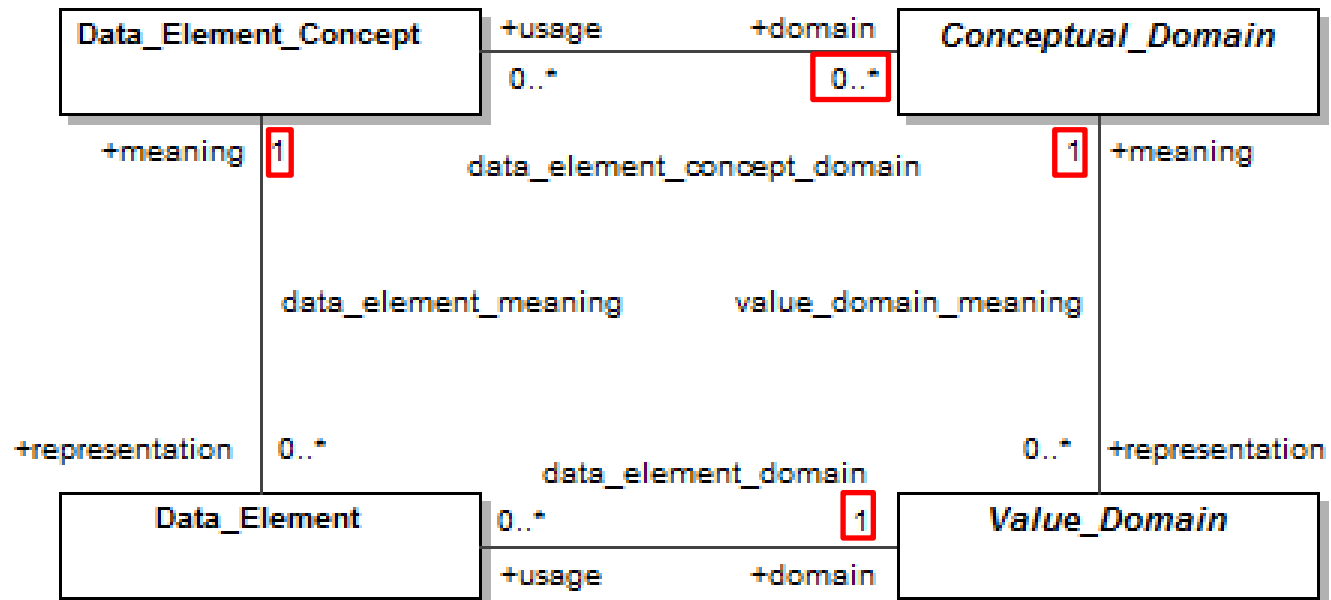 Data_Element_Concept +usage +domain Conceptual_Domain
0..* 0..*
+meaning 1 data_element_concept_domain 1 +meaning
data_element_meaning value_domain_meaning
+representation 0..* 0..* +representation
data_element_domain
Data_Element 0..* 1 Value_Domain
+usage +domain